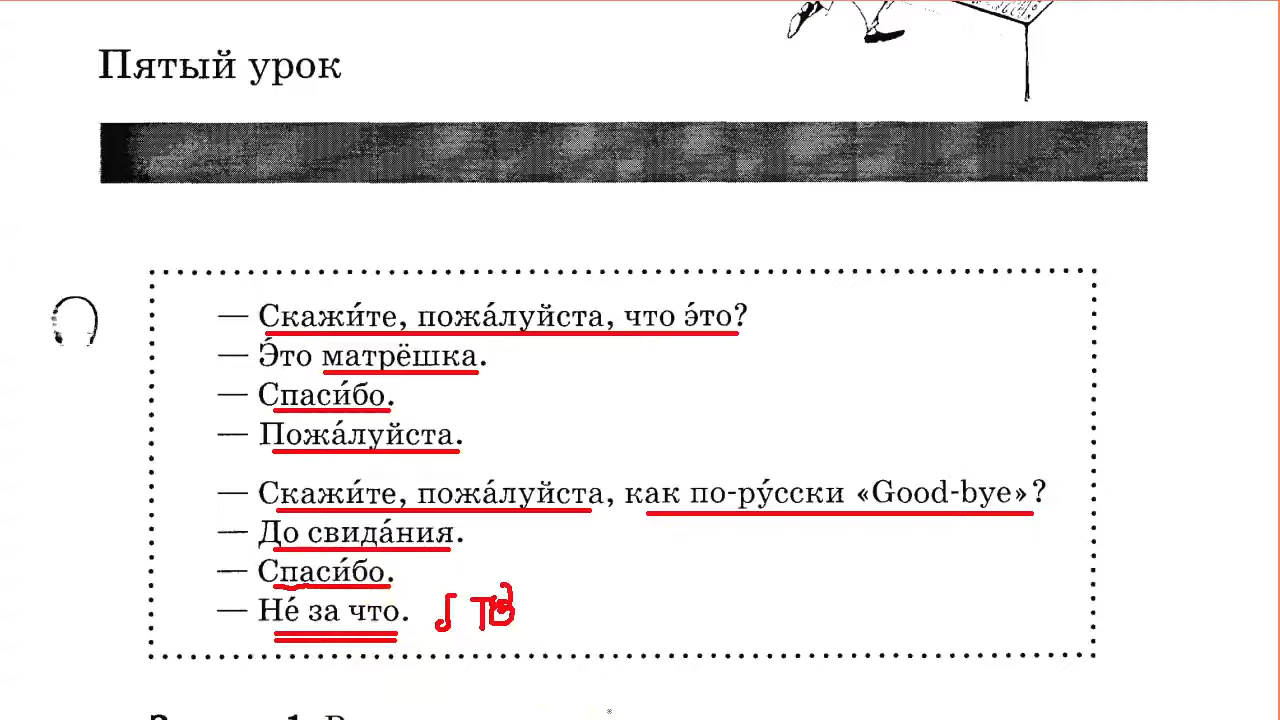 Пятый урок
— Скажи́те, пожа́луйста, что э́то?
— Э́то матрёшка.
— Спаси́бо.
— Пожа́луйста.
— Скажи́те, пожа́луйста, как по-ру́сски «Good-bye»?
— До свида́ния.
— Спаси́бо.
— Не́ за что.